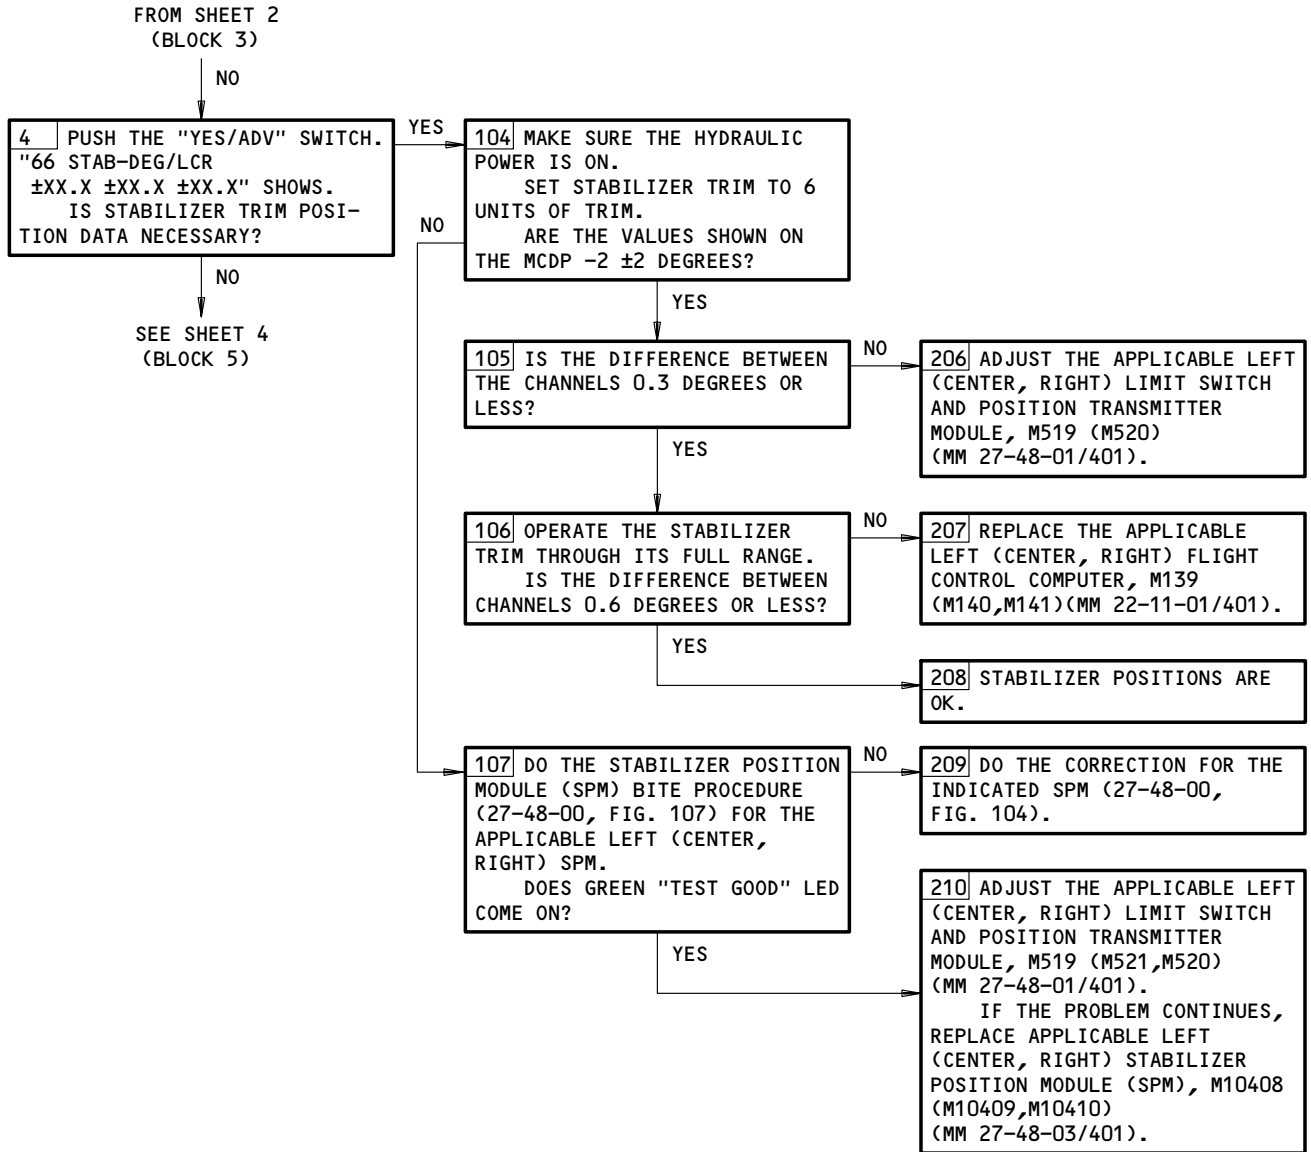 FROM SHEET 2
(BLOCK 3)
NO
4 PUSH THE "YES/ADV" SWITCH.
"66 STAB-DEG/LCR
±XX.X ±XX.X ±XX.X" SHOWS.
IS STABILIZER TRIM POSI-
TION DATA NECESSARY?
YES
NO
SEE SHEET 4
(BLOCK 5)
104 MAKE SURE THE HYDRAULIC
POWER IS ON.
SET STABILIZER TRIM TO 6
UNITS OF TRIM.
ARE THE VALUES SHOWN ON
THE MCDP -2 ±2 DEGREES?
NO
YES
105 IS THE DIFFERENCE BETWEEN
THE CHANNELS 0.3 DEGREES OR
LESS?
NO
206 ADJUST THE APPLICABLE LEFT
(CENTER, RIGHT) LIMIT SWITCH
AND POSITION TRANSMITTER
MODULE, M519 (M520)
(MM 27-48-01/401).
YES
106 OPERATE THE STABILIZER
TRIM THROUGH ITS FULL RANGE.
IS THE DIFFERENCE BETWEEN
CHANNELS 0.6 DEGREES OR LESS?
NO
207 REPLACE THE APPLICABLE
LEFT (CENTER, RIGHT) FLIGHT
CONTROL COMPUTER, M139
(M140,M141)(MM 22-11-01/401).
YES
208 STABILIZER POSITIONS ARE
OK.
107 DO THE STABILIZER POSITION
MODULE (SPM) BITE PROCEDURE
(27-48-00, FIG. 107) FOR THE
APPLICABLE LEFT (CENTER,
RIGHT) SPM.
DOES GREEN "TEST GOOD" LED
COME ON?
NO
209 DO THE CORRECTION FOR THE
INDICATED SPM (27-48-00,
FIG. 104).
YES
210 ADJUST THE APPLICABLE LEFT
(CENTER, RIGHT) LIMIT SWITCH
AND POSITION TRANSMITTER
MODULE, M519 (M521,M520)
(MM 27-48-01/401).
IF THE PROBLEM CONTINUES,
REPLACE APPLICABLE LEFT
(CENTER, RIGHT) STABILIZER
POSITION MODULE (SPM), M10408
(M10409,M10410)
(MM 27-48-03/401).